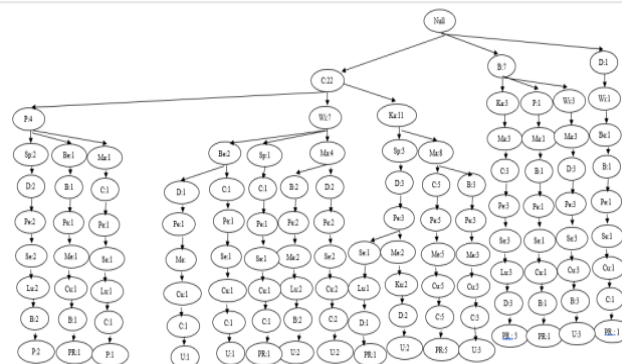 Null
C:22
B:7
D:1
P:4
Wi:7
Ka:11
Ka:3
P:1
Wi:3
Wi:1
Sp:2
Be:1
Ma:1
Be:2
Sp:1
Ma:4
Sp:3
Ma:8
Ma:3
Ma:1
Ma:3
Be:1
D:2
B:1
C:1
D:1
C:1
C:1
B:2
D:2
D:3
C:5
B:3
C:3
B:1
D:3
B:1
Pe:2
Pe:1
Pe:1
Pe:1
Pe:1
Pe:1
Pe:2
Pe:2
Pe:3
Pe:5
Pe:3
Pe:3
Pe:1
Pe:3
Pe:1
Se:2
Me:1
Se:1
Me:
Se:1
Se:1
Me:2
Se:2
Se:1
Me:2
Me:5
Me:3
Se:3
Se:1
Se:3
Se:1
Lu:2
Cu:1
Lu:1
Cu:1
Cu:1
Cu:1
Lu:2
Cu:2
Lu:1
Ku:2
Cu:5
Cu:3
Lu:3
Cu:1
Cu:3
Cu:1
B:2
B:1
C:1
C:1
C:1
C:1
B:2
C:2
D:1
D:2
C:5
C:3
D:3
B:1
B:3
C:1
P:2
PR:1
P:1
U:1
U:1
PR:1
U:2
U:2
PR:1
U:2
PR:5
U:3
PR.:3
PR:1
U:3
PR.:1